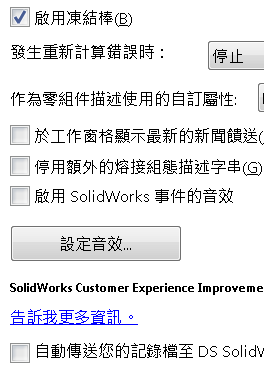 啟用凍結棒(B)
發生重新計算錯誤時：
停止
作為零組件描述使用的自訂屬性:
於工作窗格顯示最新的新聞饋送(
停用額外的熔接組態描述字串(G)
啟用 SolidWorks 事件的音效
設定音效...
SolidWorks Customer Experience Improveme
告訴我更多資訊。
自動傳送您的記錄檔至 DS SolidW